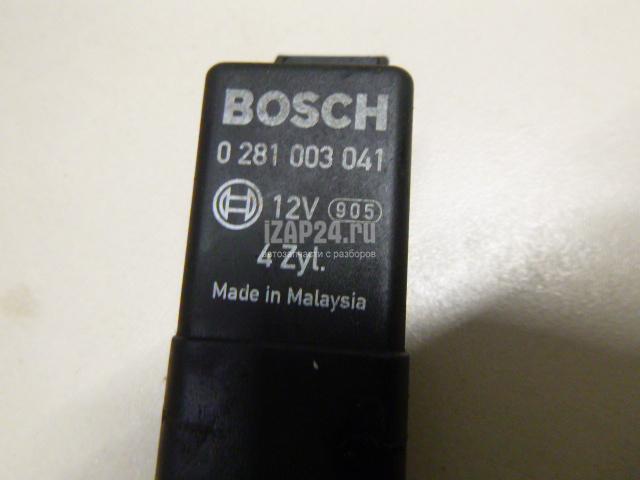 BOSCH
0 281 003 041
12V 905
iZAP24.ru
автозапчасти с разборов
4 Zyl.
Made in Malaysia